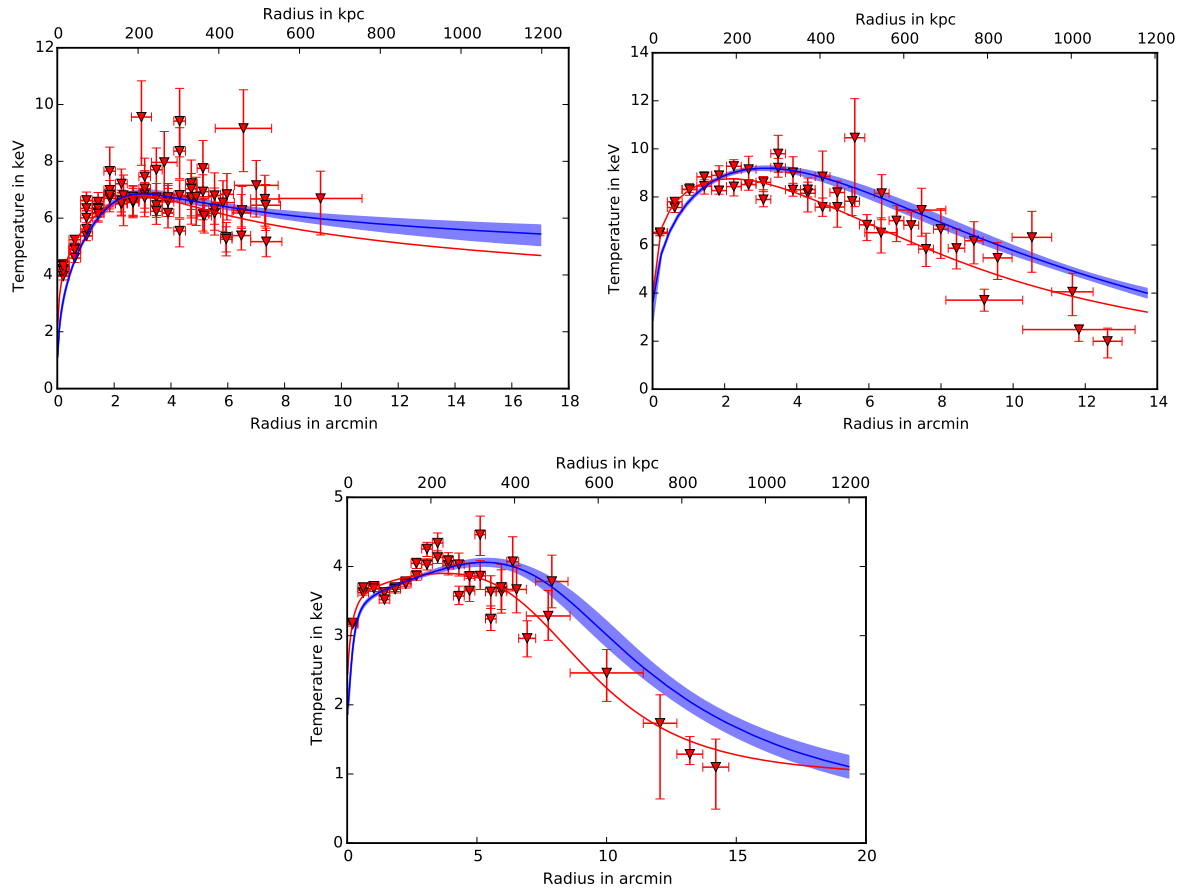 Radius in kpc
0 200 400 600 800 1000 1200
12
10
8
6
4
2
0
Temperature in keV
0 2 4 6 8 10 12 14 16 18
Radius in arcmin
Radius in kpc
0 200 400 600 800 1000 1200
14
12
10
8
6
4
2
0
Temperature in keV
0 2 4 6 8 10 12 14
Radius in arcmin
Radius in kpc
0 200 400 600 800 1000 1200
5
4
3
2
1
0
Temperature in keV
0 5 10 15 20
Radius in arcmin